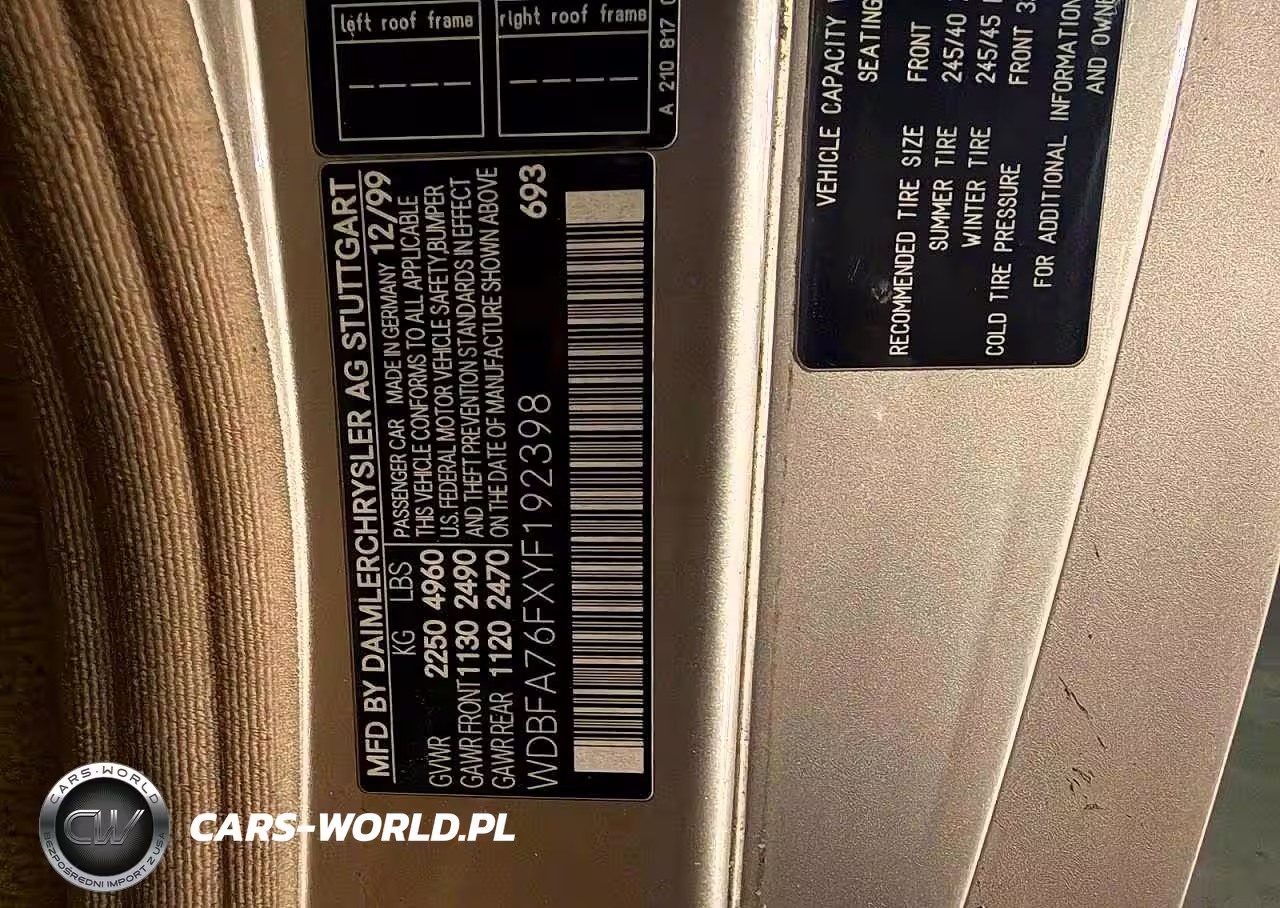 left roof frame
right roof frame
A 210 817 0
MFD BY DAIMLERCHRYSLER AG STUTTGART
KG LBS
GVWR 2250 4960
GAWR FRONT 1130 2490
GAWR REAR 1120 2470
PASSENGER CAR MADE IN GERMANY 12/99
THIS VEHICLE CONFORMS TO ALL APPLICABLE
U.S. FEDERAL MOTOR VEHICLE SAFETY, BUMPER
AND THEFT PREVENTION STANDARDS IN EFFECT
ON THE DATE OF MANUFACTURE SHOWN ABOVE
WDBFA76FXYF192398
693
VEHICLE CAPACITY
SEATING
RECOMMENDED TIRE SIZE FRONT
SUMMER TIRE 245/40
WINTER TIRE 245/45
COLD TIRE PRESSURE FRONT
FOR ADDITIONAL INFORMATION
AND OWNE
CARS-WORLD
CW
BEZPOŚREDNI IMPORT Z USA
CARS-WORLD.PL